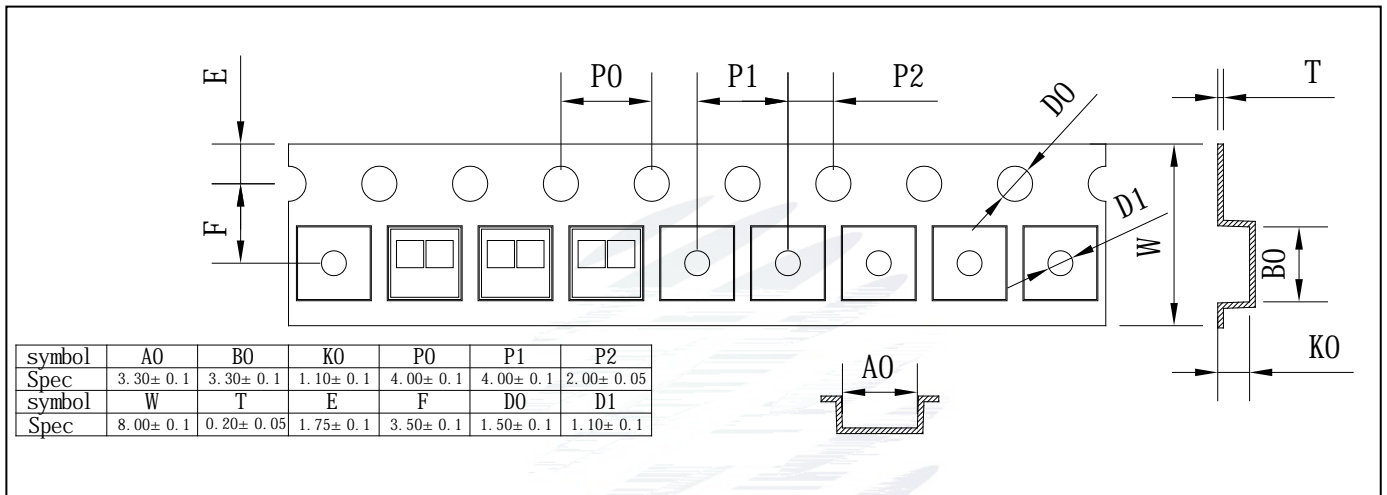 E
P0
P1
P2
T
D0
F
D1
W
B0
K0
A0
symbol A0 B0 K0 P0 P1 P2
Spec 3.30± 0.1 3.30± 0.1 1.10± 0.1 4.00± 0.1 4.00± 0.1 2.00± 0.05
symbol W T E F D0 D1
Spec 8.00± 0.1 0.20± 0.05 1.75± 0.1 3.50± 0.1 1.50± 0.1 1.10± 0.1